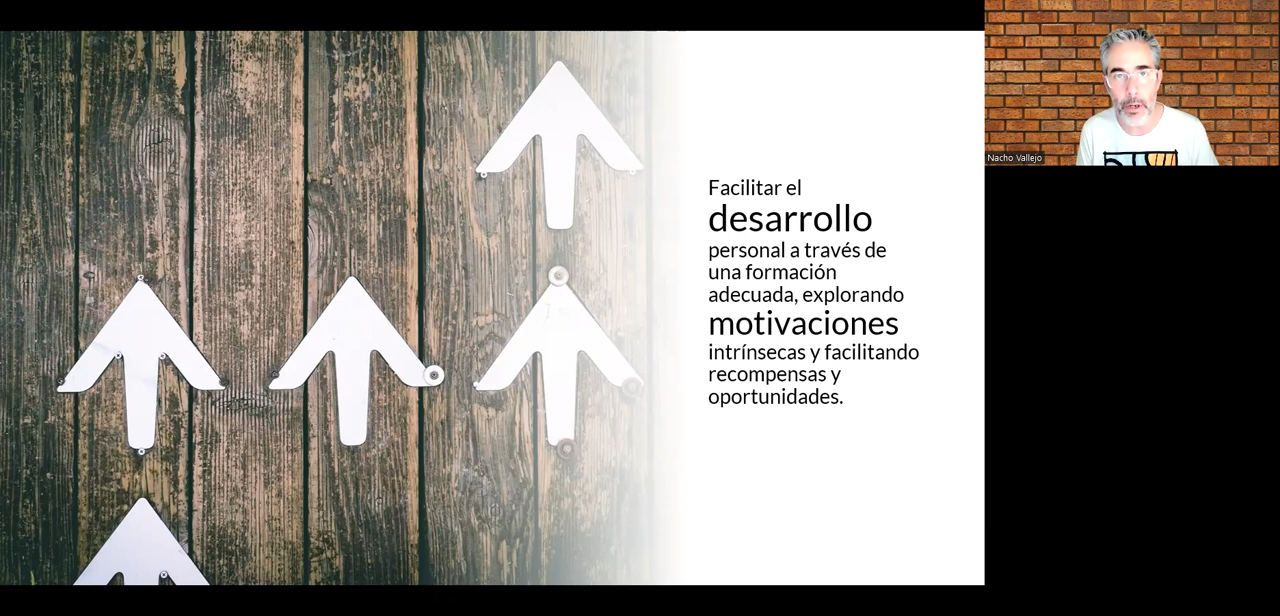 Facilitar el
desarrollo
personal a través de
una formación
adecuada, explorando
motivaciones
intrínsecas y facilitando
recompensas y
oportunidades.
Nacho Vallejo